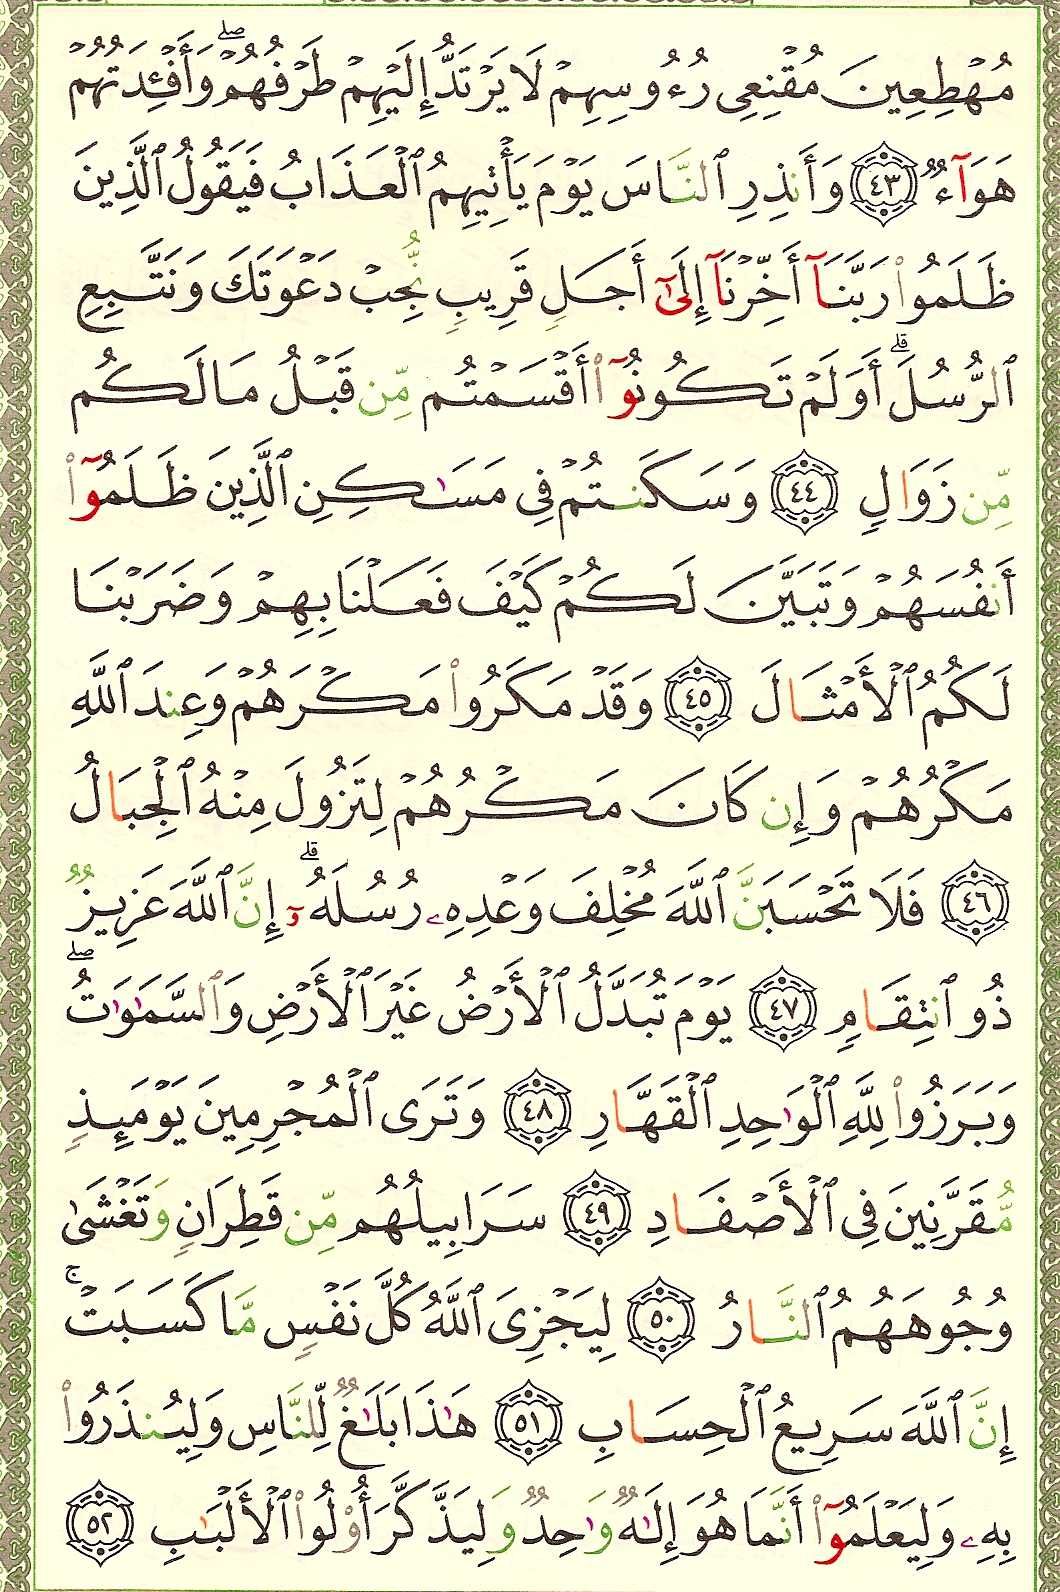 مُهْطِعِينَ مُقْنِعِى رُءُوسِهِمْ لَا يَرْتَدُّ إِلَيْهِمْ طَرْفُهُمْ ۖ وَأَفْـِٔدَتُهُمْ
هَوَآءٌ ٤٣ وَأَنذِرِ ٱلنَّاسَ يَوْمَ يَأْتِيهِمُ ٱلْعَذَابُ فَيَقُولُ ٱلَّذِينَ
ظَلَمُوا۟ رَبَّنَآ أَخِّرْنَآ إِلَىٰٓ أَجَلٍ قَرِيبٍ نُّجِبْ دَعْوَتَكَ وَنَتَّبِعِ
ٱلرُّسُلَ ۗ أَوَلَمْ تَكُونُوٓا۟ أَقْسَمْتُم مِّن قَبْلُ مَا لَكُم
مِّن زَوَالٍ ٤٤ وَسَكَنتُمْ فِى مَسَـٰكِنِ ٱلَّذِينَ ظَلَمُوٓا۟
أَنفُسَهُمْ وَتَبَيَّنَ لَكُمْ كَيْفَ فَعَلْنَا بِهِمْ وَضَرَبْنَا
لَكُمُ ٱلْأَمْثَالَ ٤٥ وَقَدْ مَكَرُوا۟ مَكْرَهُمْ وَعِندَ ٱللَّهِ
مَكْرُهُمْ وَإِن كَانَ مَكْرُهُمْ لِتَزُولَ مِنْهُ ٱلْجِبَالُ
٤٦ فَلَا تَحْسَبَنَّ ٱللَّهَ مُخْلِفَ وَعْدِهِۦ رُسُلَهُۥٓ ۗ إِنَّ ٱللَّهَ عَزِيزٌ
ذُو ٱنتِقَامٍ ٤٧ يَوْمَ تُبَدَّلُ ٱلْأَرْضُ غَيْرَ ٱلْأَرْضِ وَٱلسَّمَـٰوَٰتُ ۖ
وَبَرَزُوا۟ لِلَّهِ ٱلْوَٰحِدِ ٱلْقَهَّارِ ٤٨ وَتَرَى ٱلْمُجْرِمِينَ يَوْمَئِذٍ
مُّقَرَّنِينَ فِى ٱلْأَصْفَادِ ٤٩ سَرَابِيلُهُم مِّن قَطِرَانٍ وَتَغْشَىٰ
وُجُوهَهُمُ ٱلنَّارُ ٥٠ لِيَجْزِىَ ٱللَّهُ كُلَّ نَفْسٍ مَّا كَسَبَتْ ۚ
إِنَّ ٱللَّهَ سَرِيعُ ٱلْحِسَابِ ٥١ هَـٰذَا بَلَـٰغٌ لِّلنَّاسِ وَلِيُنذَرُوا۟
بِهِۦ وَلِيَعْلَمُوٓا۟ أَنَّمَا هُوَ إِلَـٰهٌ وَٰحِدٌ وَلِيَذَّكَّرَ أُو۟لُوا۟ ٱلْأَلْبَـٰبِ ٥٢